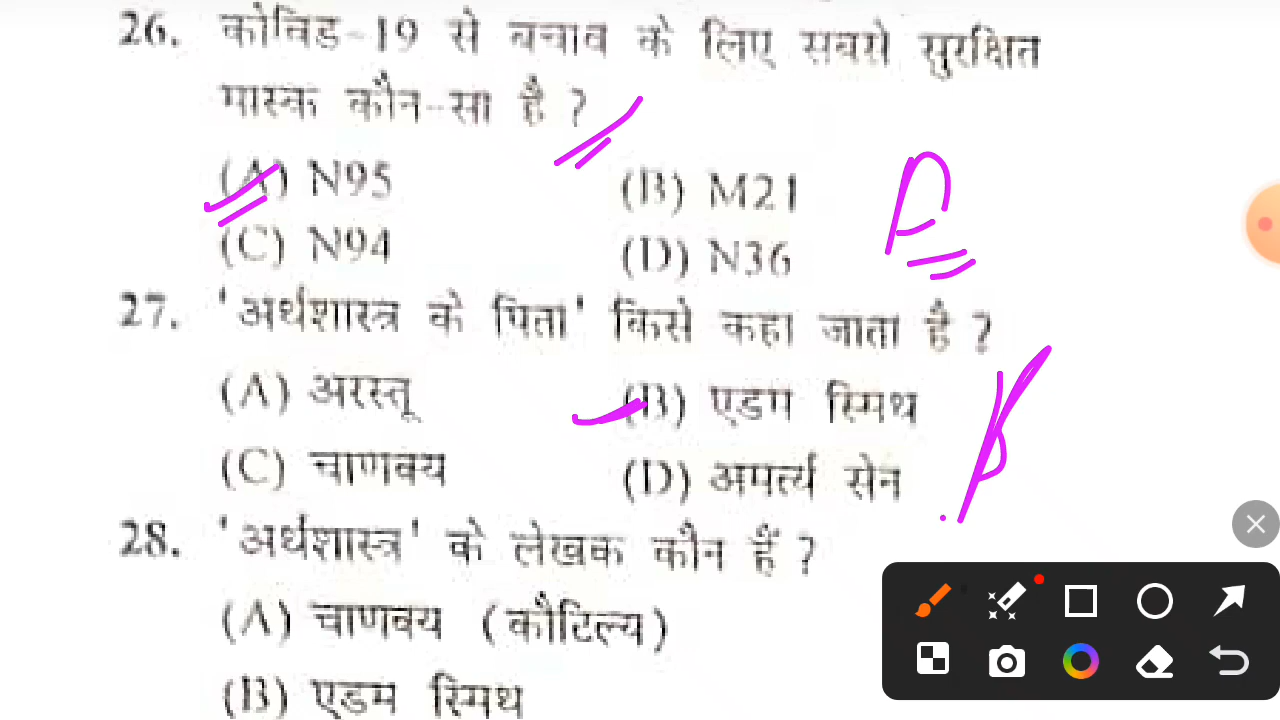 26. कोविड-19 से बचाव के लिए सबसे सुरक्षित
मास्क कौन-सा है ?
(A) N95 (B) M21
(C) N94 (D) N36
27. 'अर्थशास्त्र के पिता' किसे कहा जाता है ?
(A) अरस्तू (B) एडम स्मिथ
(C) चाणक्य (D) अमर्त्य सेन
28. 'अर्थशास्त्र' के लेखक कौन हैं ?
(A) चाणक्य (कौटिल्य)
(B) एडम स्मिथ